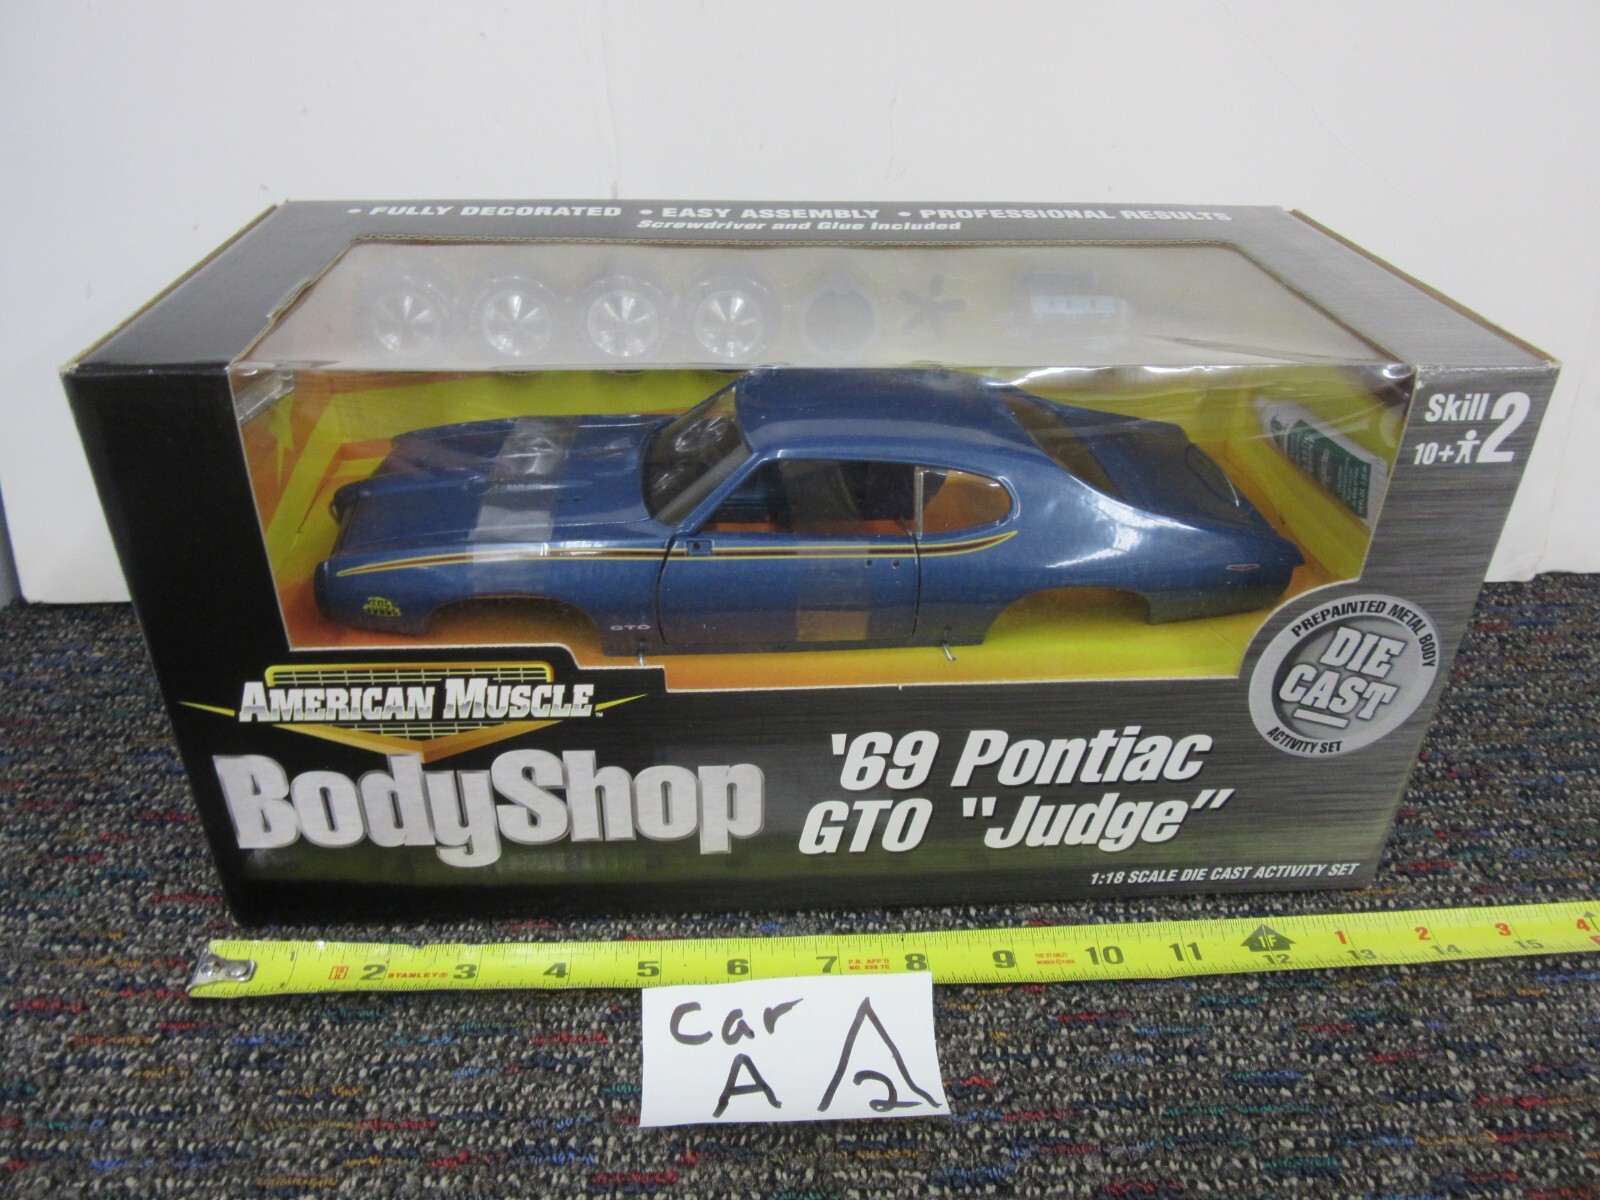 • FULLY DECORATED • EASY ASSEMBLY • PROFESSIONAL RESULTS
Screwdriver and Glue Included
Skill 2
10+
GTO
PREPAINTED METAL BODY
DIE CAST
ACTIVITY SET
AMERICAN MUSCLE™
BodyShop
'69 Pontiac
GTO "Judge"
1:18 SCALE DIE CAST ACTIVITY SET
1 2 STANLEY® 3 4 5 6 7 8 9 10 11 1F 1 2 3 4
12 13 14 15
Car
A 2